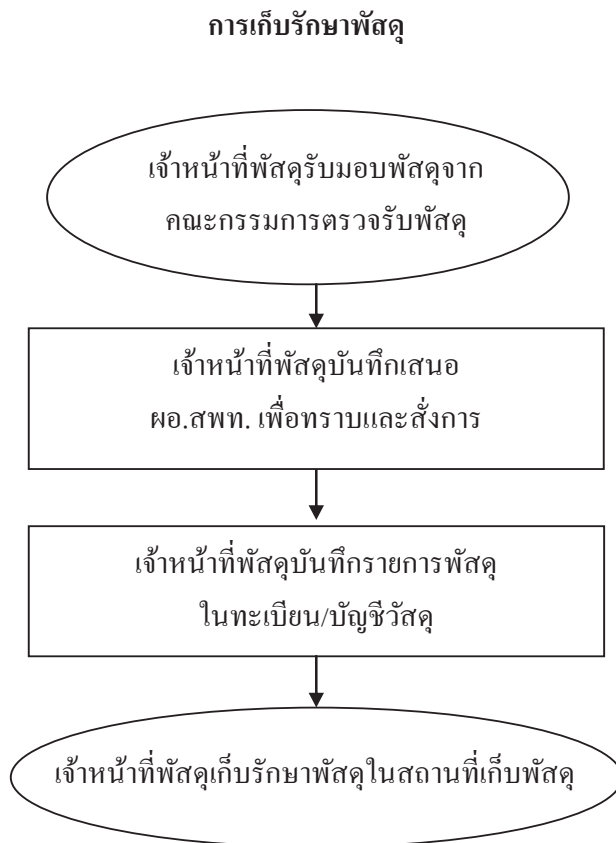 การเก็บรักษาพัสดุ
เจ้าหน้าที่พัสดุรับมอบพัสดุจาก
คณะกรรมการตรวจรับพัสดุ
เจ้าหน้าที่พัสดุบันทึกเสนอ
ผอ.สพท. เพื่อทราบและสั่งการ
เจ้าหน้าที่พัสดุบันทึกรายการพัสดุ
ในทะเบียน/บัญชีวัสดุ
เจ้าหน้าที่พัสดุเก็บรักษาพัสดุในสถานที่เก็บพัสดุ